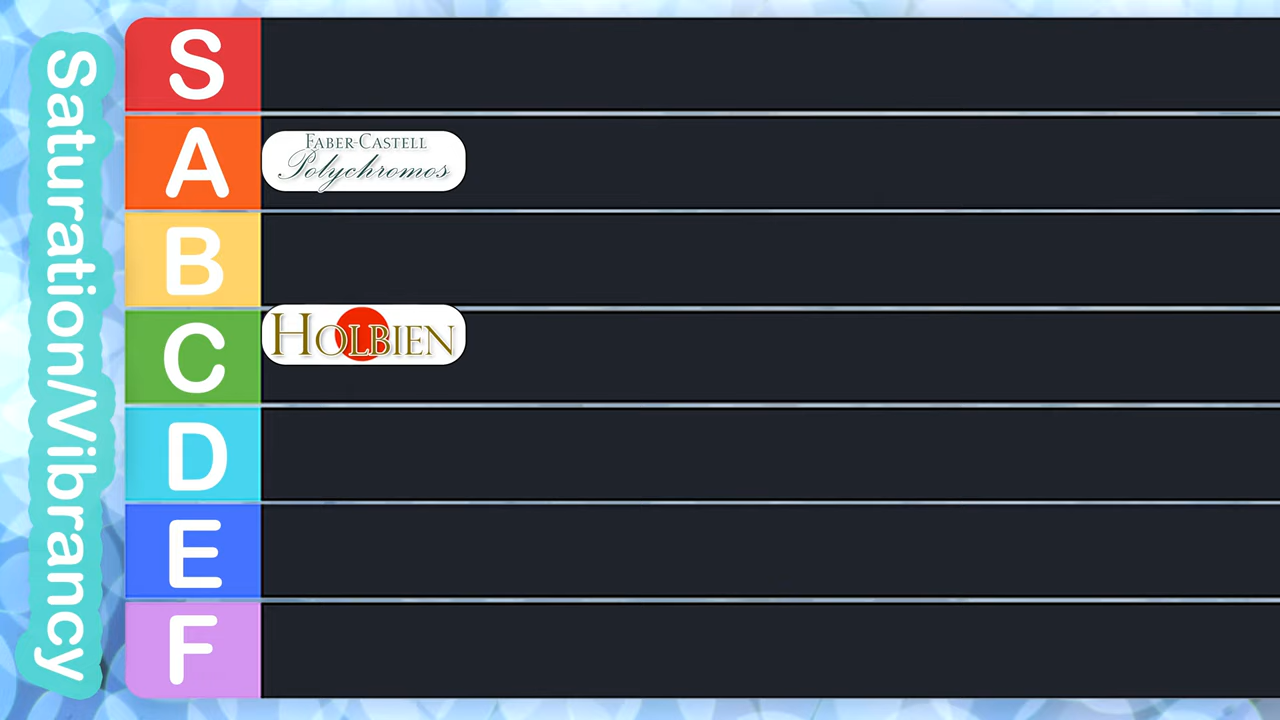 Saturation/Vibrancy
S
A
FABER-CASTELL
Polychromos
B
C
HOLBIEN
D
E
F